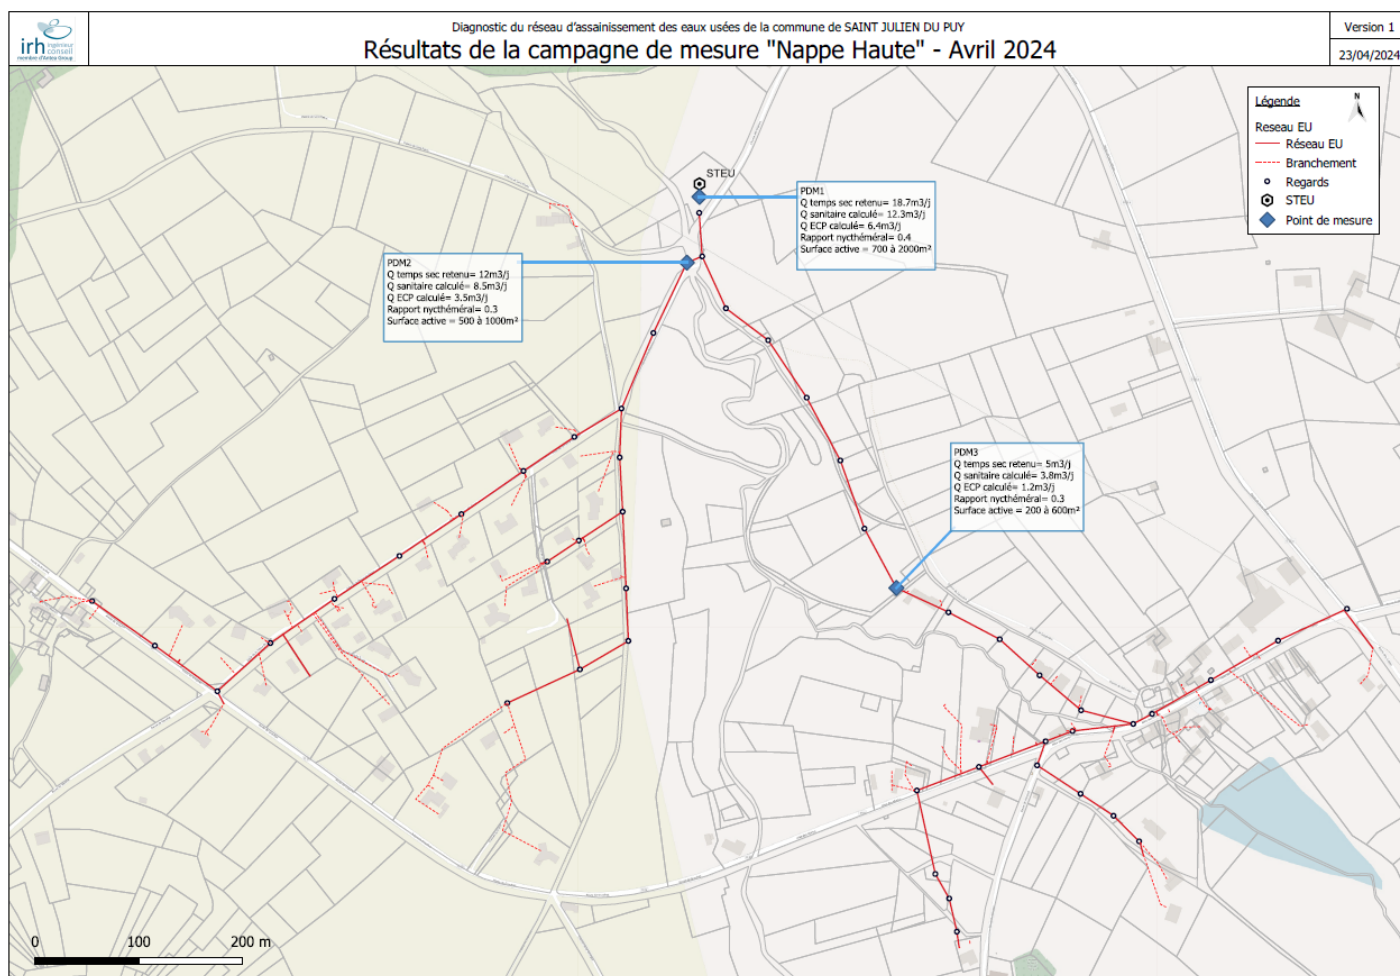 irh ingénieur conseil
membre d'Antea Group
Diagnostic du réseau d'assainissement des eaux usées de la commune de SAINT JULIEN DU PUY
Résultats de la campagne de mesure "Nappe Haute" - Avril 2024
Version 1
23/04/2024
Légende
N
Reseau EU
Réseau EU
Branchement
Regards
STEU
Point de mesure
STEU
PDM1
Q temps sec retenu= 18.7m3/j
Q sanitaire calculé= 12.3m3/j
Q ECP calculé= 6.4m3/j
Rapport nycthéméral= 0.4
Surface active = 700 à 2000m²
PDM2
Q temps sec retenu= 12m3/j
Q sanitaire calculé= 8.5m3/j
Q ECP calculé= 3.5m3/j
Rapport nycthéméral= 0.3
Surface active = 500 à 1000m²
PDM3
Q temps sec retenu= 5m3/j
Q sanitaire calculé= 3.8m3/j
Q ECP calculé= 1.2m3/j
Rapport nycthéméral= 0.3
Surface active = 200 à 600m²
0 100 200 m